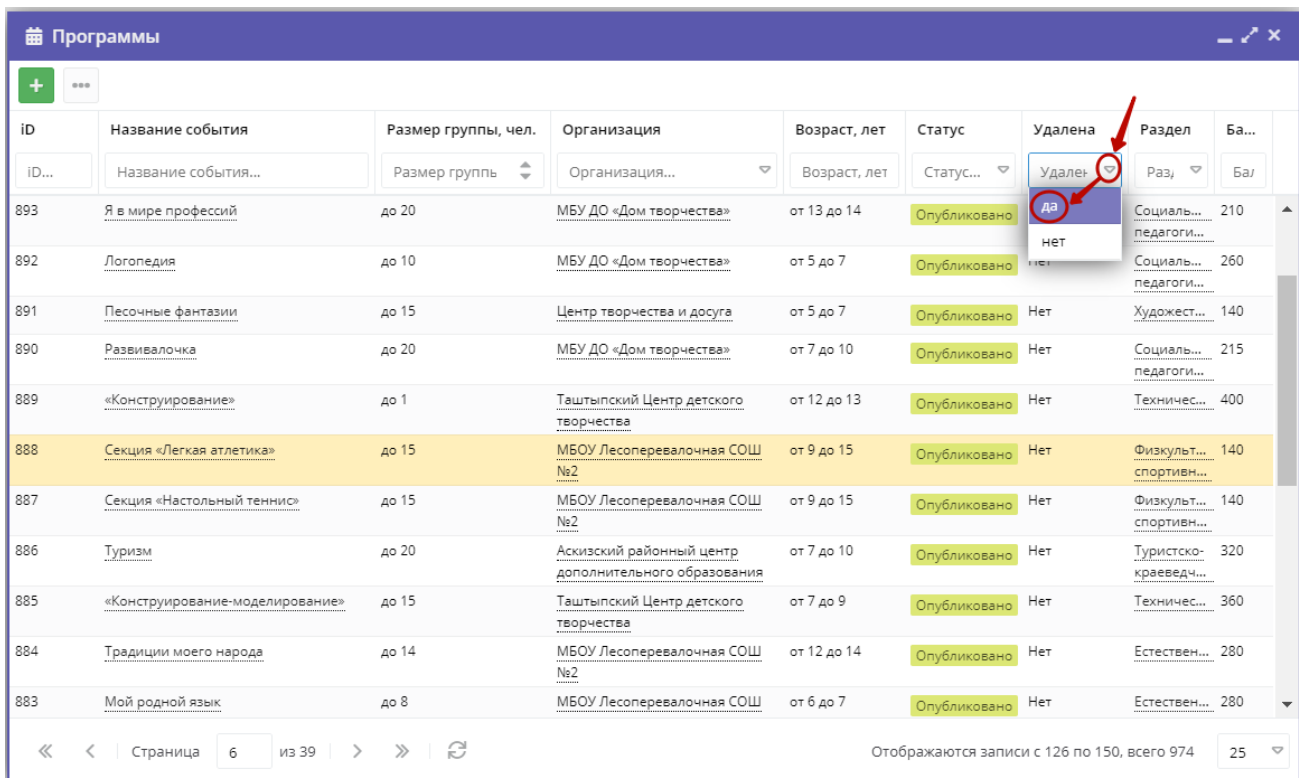 Программы
iD Название события Размер группы, чел. Организация Возраст, лет Статус Удалена Раздел Ба...
iD... Название события... Размер группь Организация... Возраст, лет Статус... Удален Разд Бал
893 Я в мире профессий до 20 МБУ ДО «Дом творчества» от 13 до 14 Опубликовано да Социаль... 210
педагоги...
нет
892 Логопедия до 10 МБУ ДО «Дом творчества» от 5 до 7 Опубликовано Нет Социаль... 260
педагоги...
891 Песочные фантазии до 15 Центр творчества и досуга от 5 до 7 Опубликовано Нет Художест... 140
890 Развивалочка до 20 МБУ ДО «Дом творчества» от 7 до 10 Опубликовано Нет Социаль... 215
педагоги...
889 «Конструирование» до 1 Таштыпский Центр детского от 12 до 13 Опубликовано Нет Техничес... 400
творчества
888 Секция «Легкая атлетика» до 15 МБОУ Лесоперевалочная СОШ от 9 до 15 Опубликовано Нет Физкульт... 140
№2 спортивн...
887 Секция «Настольный теннис» до 15 МБОУ Лесоперевалочная СОШ от 9 до 15 Опубликовано Нет Физкульт... 140
№2 спортивн...
886 Туризм до 20 Аскизский районный центр от 7 до 10 Опубликовано Нет Туристско- 320
дополнительного образования краеведч...
885 «Конструирование-моделирование» до 15 Таштыпский Центр детского от 7 до 9 Опубликовано Нет Техничес... 360
творчества
884 Традиции моего народа до 14 МБОУ Лесоперевалочная СОШ от 12 до 14 Опубликовано Нет Естествен... 280
№2
883 Мой родной язык до 8 МБОУ Лесоперевалочная СОШ от 6 до 7 Опубликовано Нет Естествен... 280
Страница 6 из 39 Отображаются записи с 126 по 150, всего 974 25